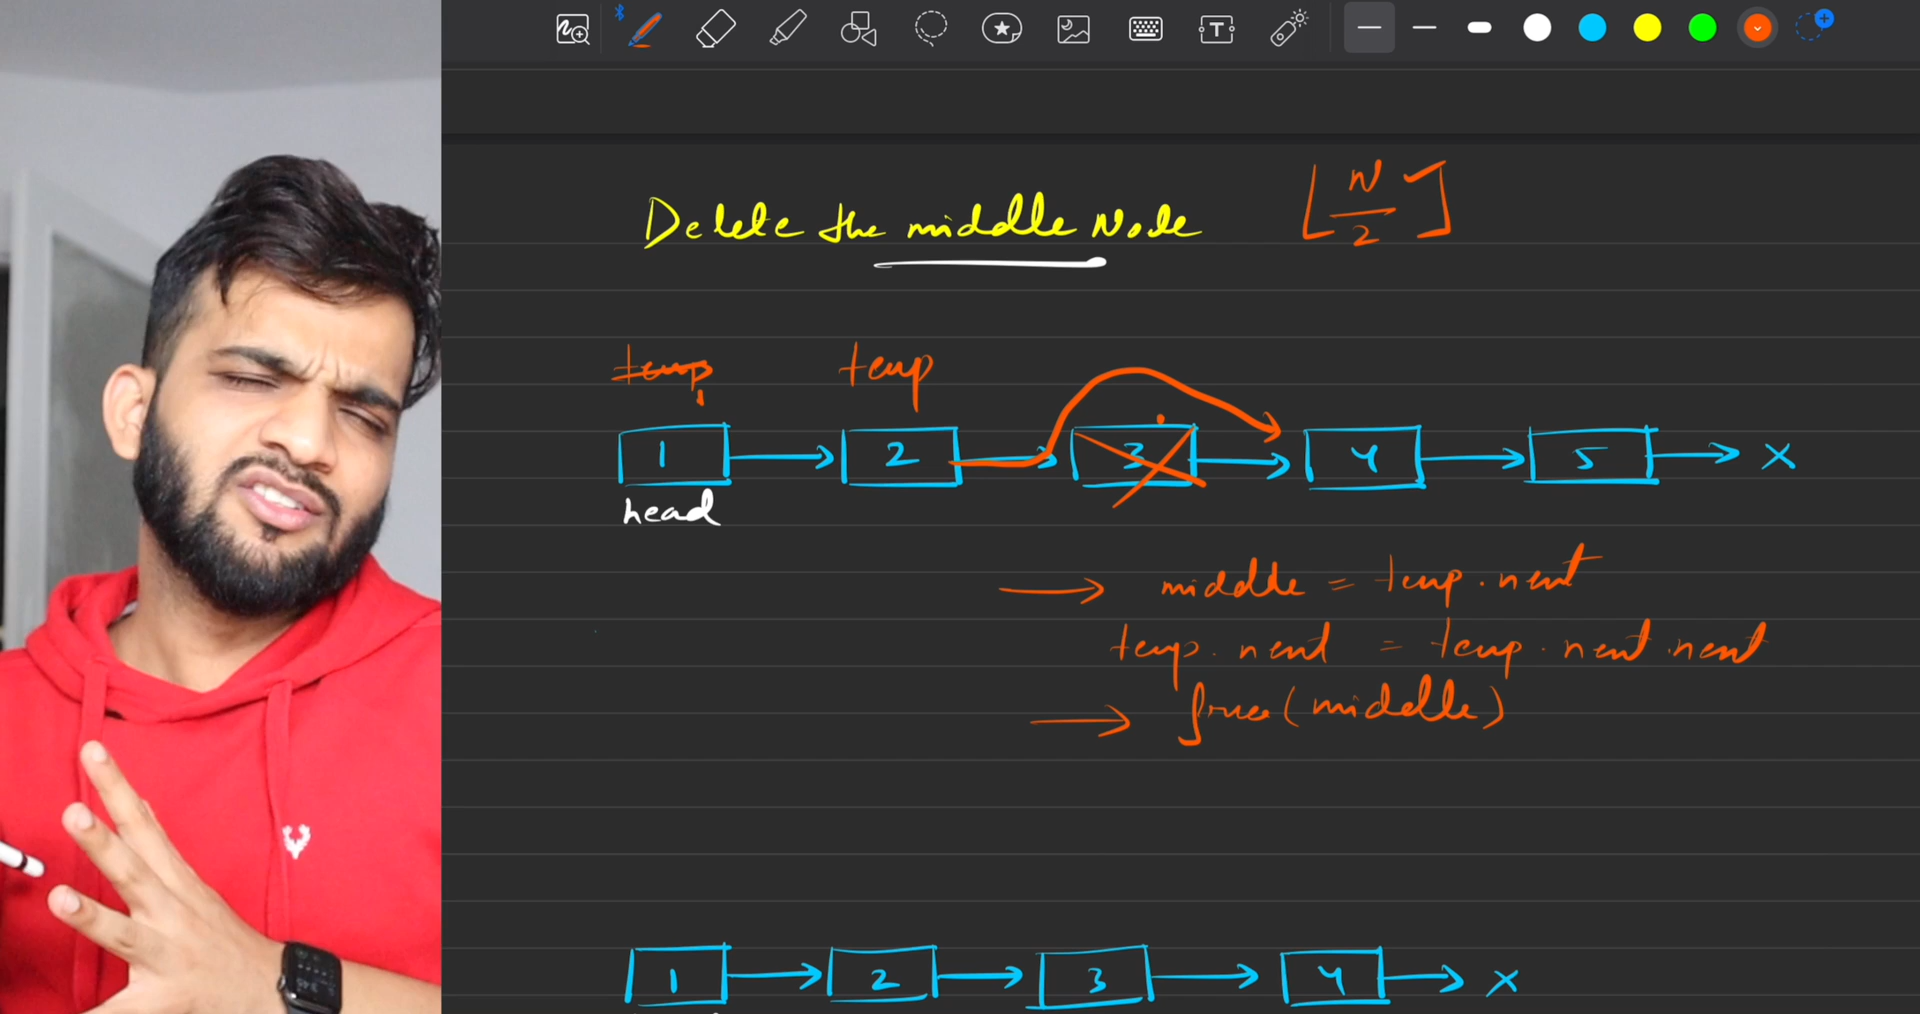 Delete the middle Node
N
2
temp temp
1 2 3 4 5 X
head
middle = temp.next
temp.next = temp.next.next
free(middle)
1 2 3 4 X